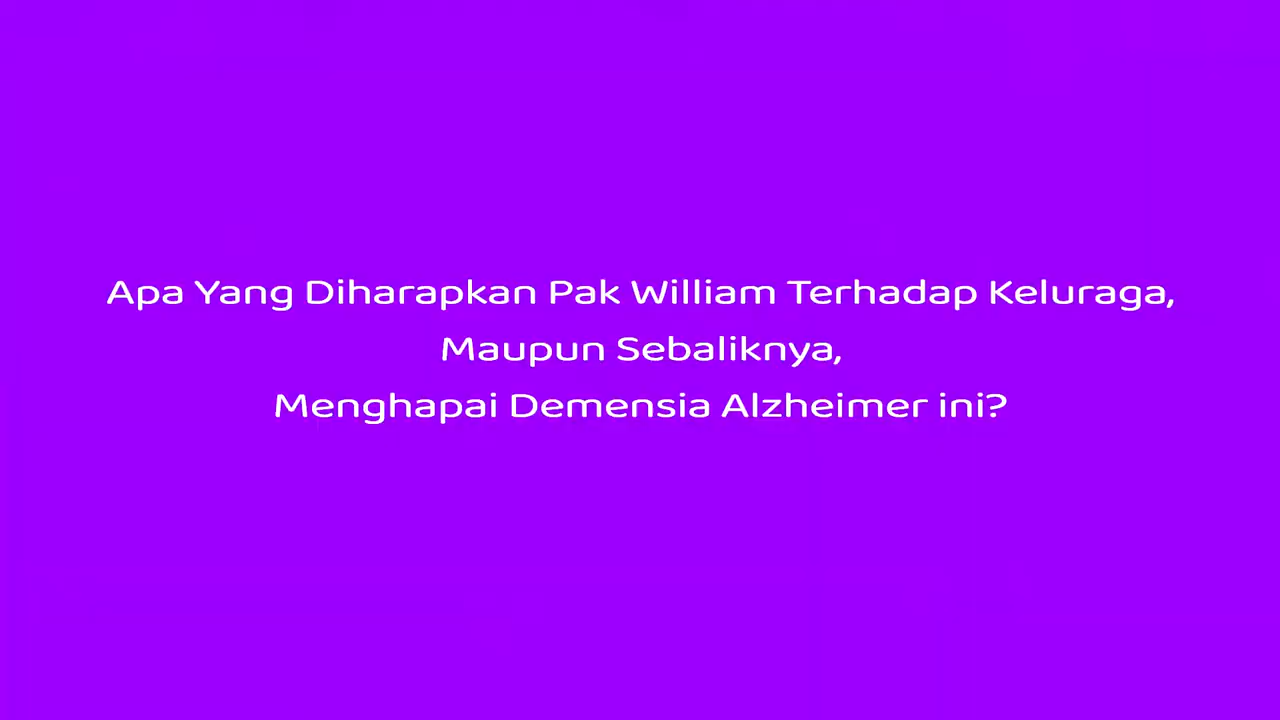 Apa Yang Diharapkan Pak William Terhadap Keluraga,
Maupun Sebaliknya,
Menghapai Demensia Alzheimer ini?